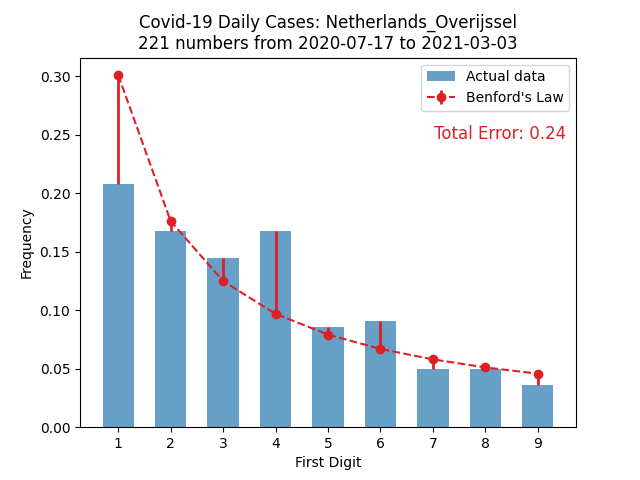 Covid-19 Daily Cases: Netherlands_Overijssel
221 numbers from 2020-07-17 to 2021-03-03
Actual data
Benford's Law
Total Error: 0.24
Frequency
0.30
0.25
0.20
0.15
0.10
0.05
0.00
1 2 3 4 5 6 7 8 9
First Digit